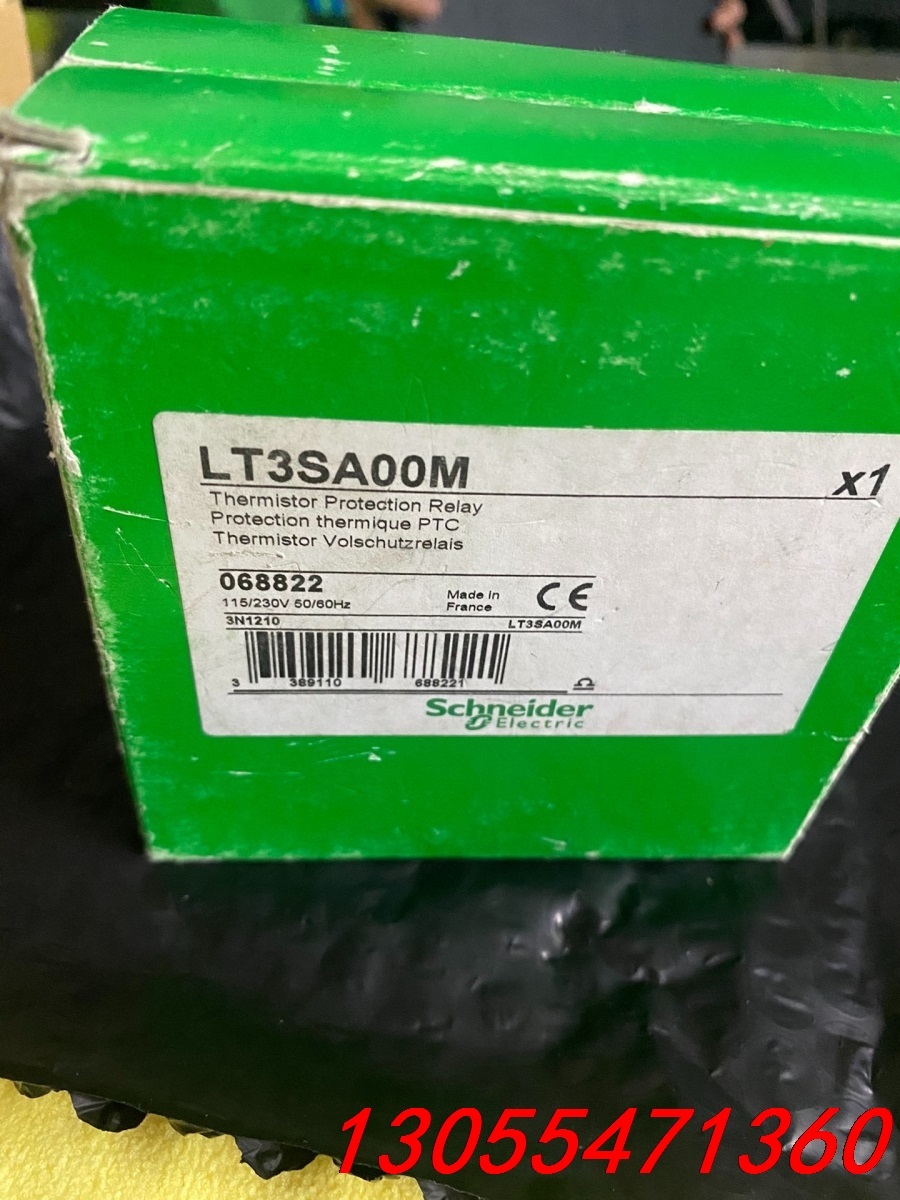 LT3SA00M x1
Thermistor Protection Relay
Protection thermique PTC
Thermistor Volschutzrelais
068822
115/230V 50/60Hz
Made in
France
CE
3N1210 LT3SA00M
3 389110 688221
Schneider
Electric
13055471360